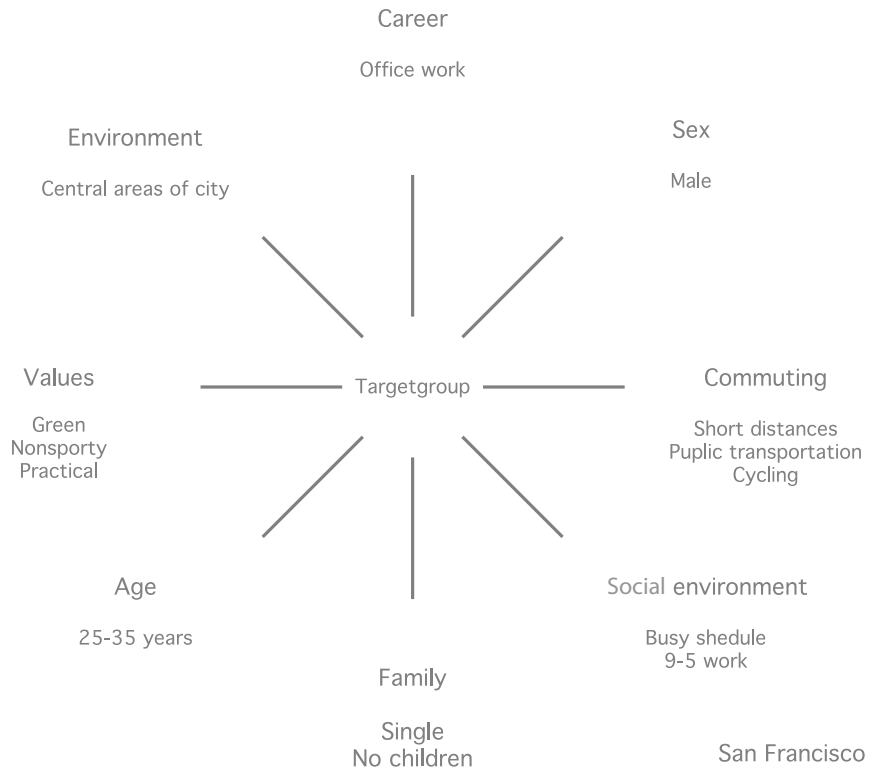 Career
Office work
Environment
Central areas of city
Sex
Male
Values
Green
Nonsporty
Practical
Targetgroup
Commuting
Short distances
Puplic transportation
Cycling
Age
25-35 years
Social environment
Busy shedule
9-5 work
Family
Single
No children
San Francisco